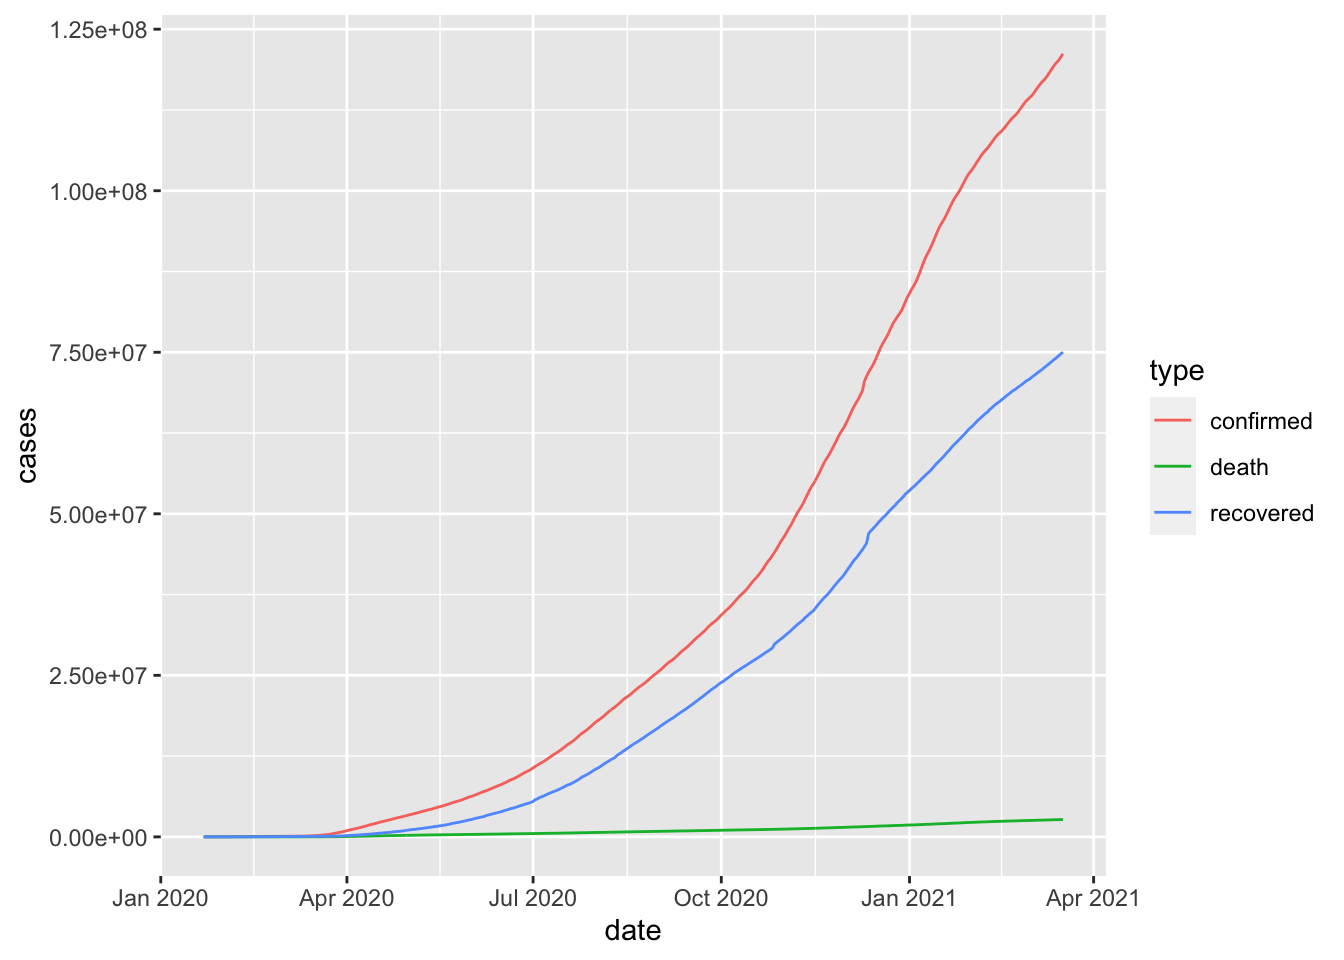 1.25e+08
1.00e+08
7.50e+07
5.00e+07
2.50e+07
0.00e+00
cases
Jan 2020 Apr 2020 Jul 2020 Oct 2020 Jan 2021 Apr 2021
date
type
confirmed
death
recovered